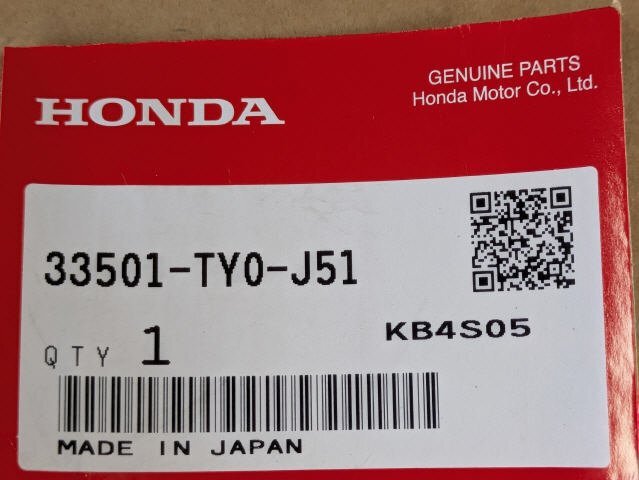 HONDA
GENUINE PARTS
Honda Motor Co., Ltd.
33501-TY0-J51
KB4S05
QTY 1
MADE IN JAPAN